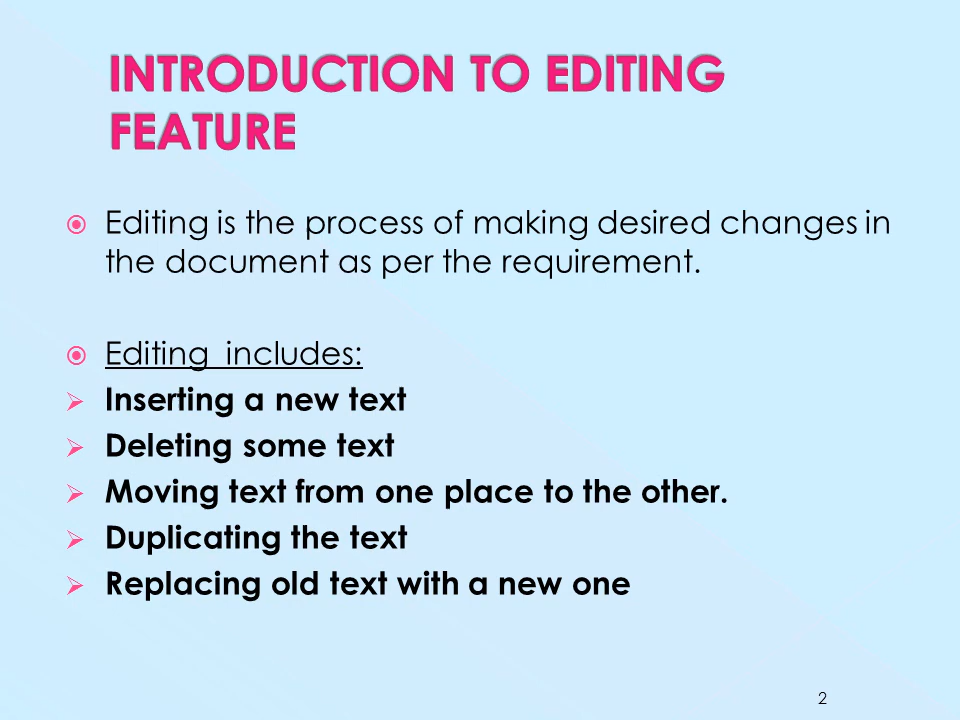 INTRODUCTION TO EDITING
FEATURE
Editing is the process of making desired changes in
the document as per the requirement.
Editing includes:
Inserting a new text
Deleting some text
Moving text from one place to the other.
Duplicating the text
Replacing old text with a new one
2